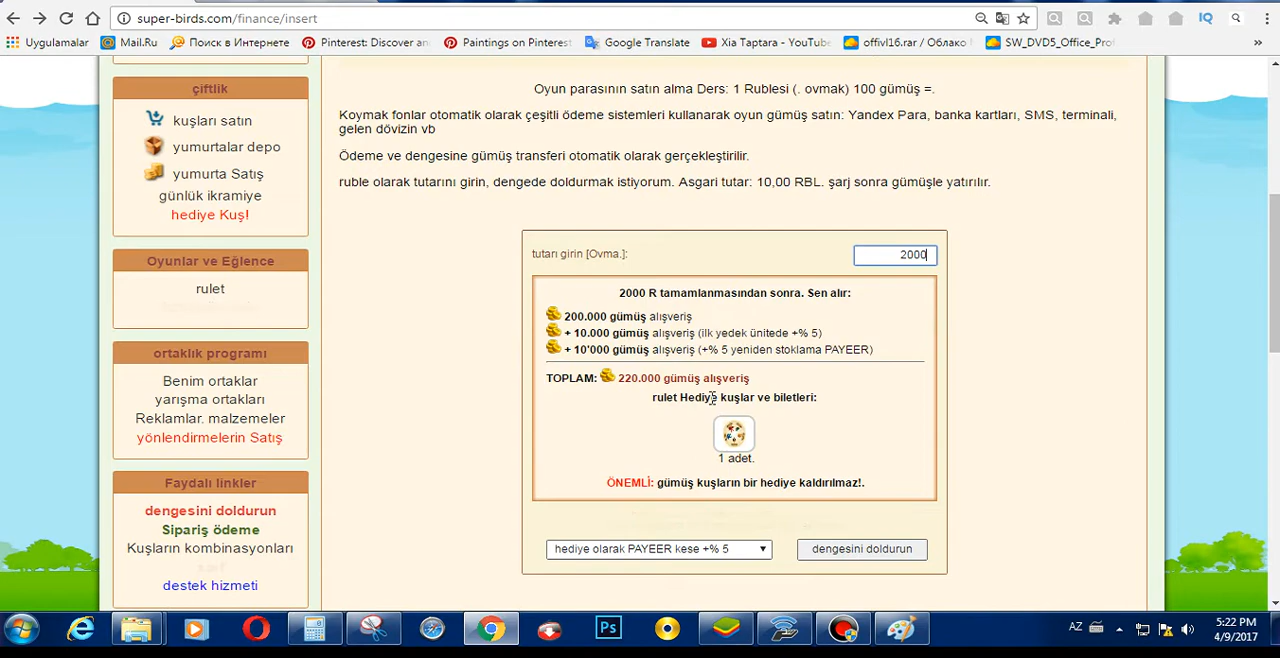 super-birds.com/finance/insert
IQ
Uygulamalar
Mail.Ru
Поиск в Интернете
Pinterest: Discover an
Paintings on Pinterest
Google Translate
Xia Taptara - YouTube
offivl16.rar / Облако
SW_DVD5_Office_Prof
»
çiftlik
kuşları satın
yumurtalar depo
yumurta Satış
günlük ikramiye
hediye Kuş!
Oyunlar ve Eğlence
rulet
ortaklık programı
Benim ortaklar
yarışma ortakları
Reklamlar. malzemeler
yönlendirmelerin Satış
Faydalı linkler
dengesini doldurun
Sipariş ödeme
Kuşların kombinasyonları
destek hizmeti
Oyun parasının satın alma Ders: 1 Rublesi (. ovmak) 100 gümüş =.
Koymak fonlar otomatik olarak çeşitli ödeme sistemleri kullanarak oyun gümüş satın: Yandex Para, banka kartları, SMS, terminali,
gelen dövizin vb
Ödeme ve dengesine gümüş transferi otomatik olarak gerçekleştirilir.
ruble olarak tutarını girin, dengede doldurmak istiyorum. Asgari tutar: 10,00 RBL. şarj sonra gümüşle yatırılır.
tutarı girin [Ovma.]:
2000
2000 R tamamlanmasından sonra. Sen alır:
200.000 gümüş alışveriş
+ 10.000 gümüş alışveriş (ilk yedek ünitede +% 5)
+ 10'000 gümüş alışveriş (+% 5 yeniden stoklama PAYEER)
TOPLAM: 220.000 gümüş alışveriş
rulet Hediye kuşlar ve biletleri:
1 adet.
ÖNEMLİ: gümüş kuşların bir hediye kaldırılmaz!.
hediye olarak PAYEER kese +% 5
dengesini doldurun
Ps
AZ
5:22 PM
4/9/2017